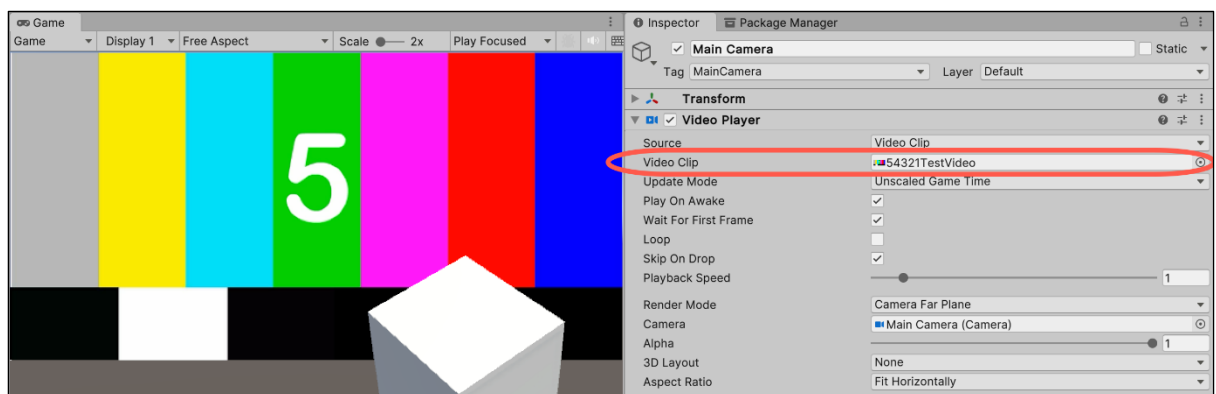 Game
Game Display 1 Free Aspect Scale 2x Play Focused
5
Inspector Package Manager
Main Camera Static
Tag MainCamera Layer Default
Transform
Video Player
Source Video Clip
Video Clip 54321TestVideo
Update Mode Unscaled Game Time
Play On Awake
Wait For First Frame
Loop
Skip On Drop
Playback Speed 1
Render Mode Camera Far Plane
Camera Main Camera (Camera)
Alpha 1
3D Layout None
Aspect Ratio Fit Horizontally